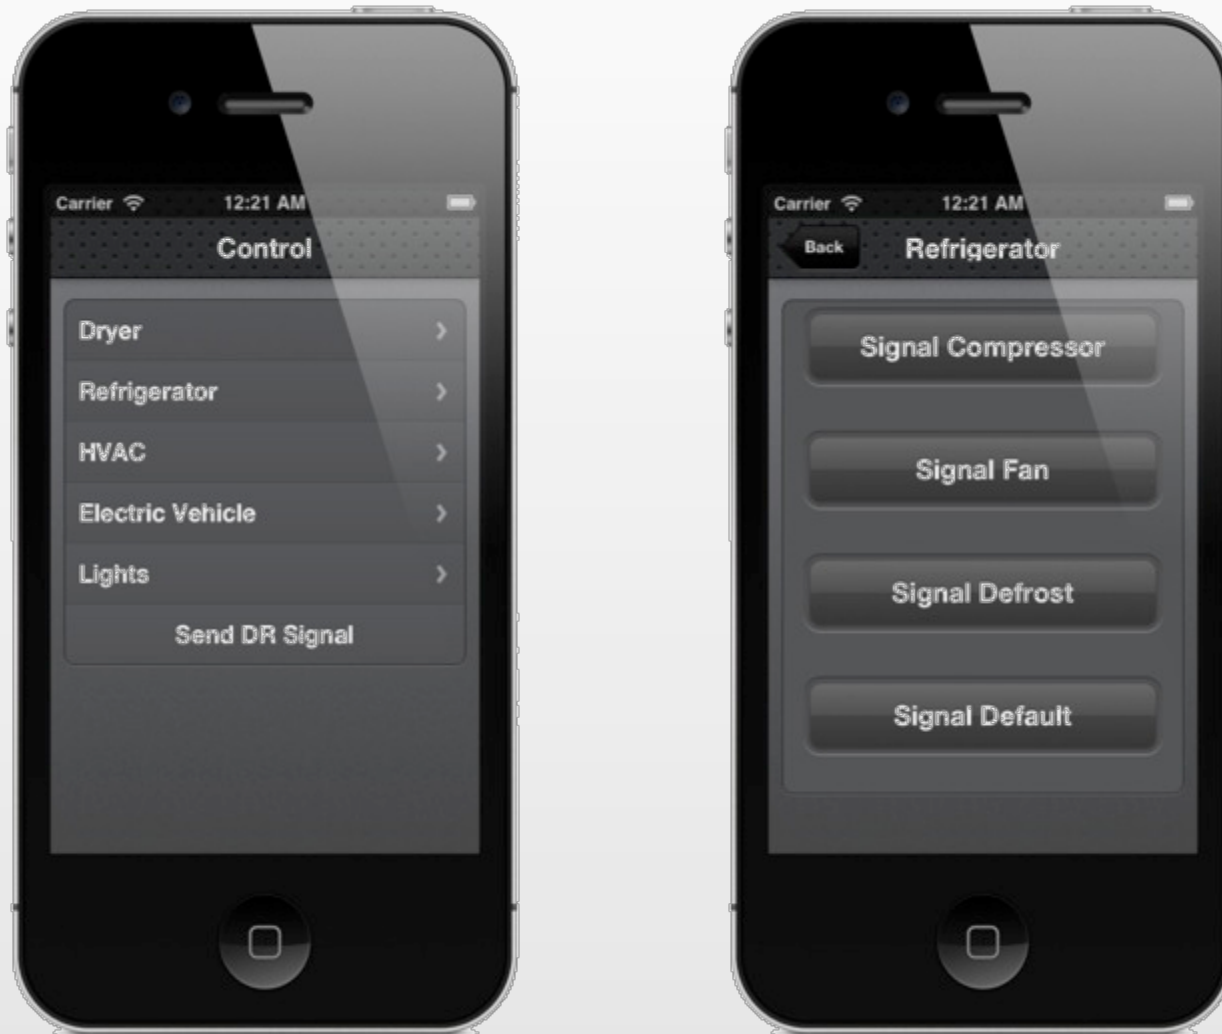 Carrier 12:21 AM
Control
Dryer
Refrigerator
HVAC
Electric Vehicle
Lights
Send DR Signal
Carrier 12:21 AM
Back Refrigerator
Signal Compressor
Signal Fan
Signal Defrost
Signal Default